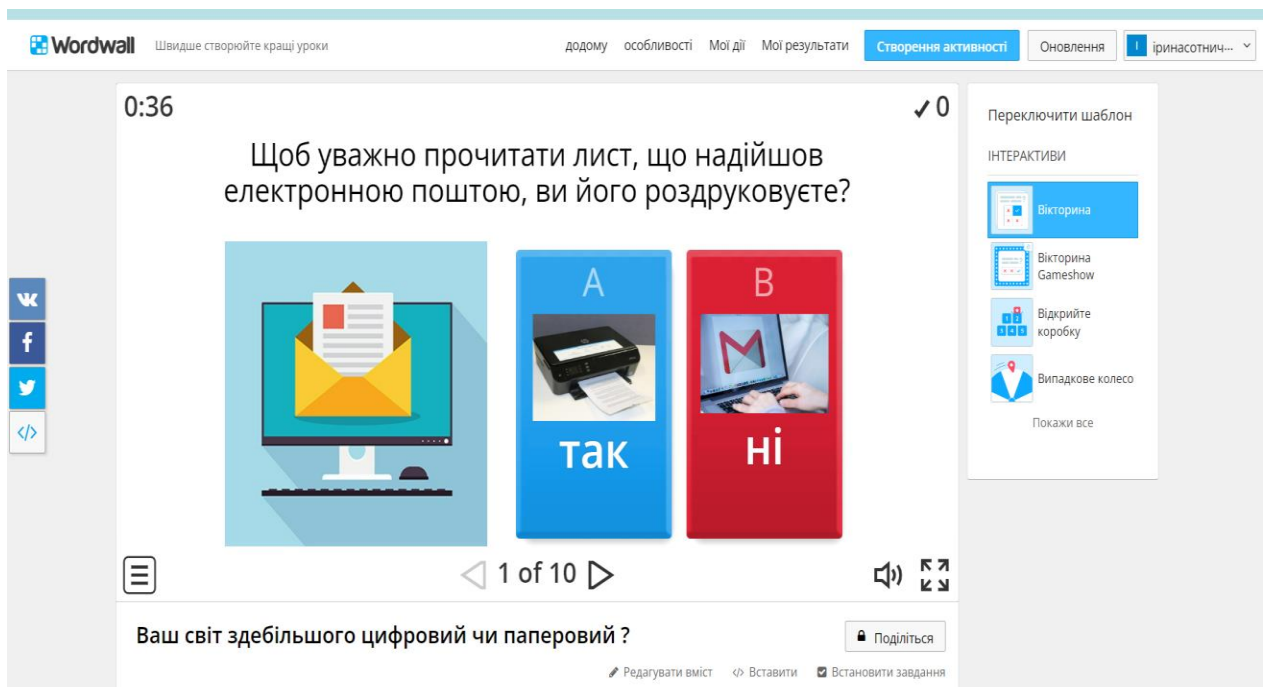 Wordwall Швидше створюйте кращі уроки додому особливості Мої дії Мої результати Створення активності Оновлення І іринасотнич...
0:36
0
Щоб уважно прочитати лист, що надійшов
електронною поштою, ви його роздруковуєте?
A
так
B
ні
1 of 10
Ваш світ здебільшого цифровий чи паперовий ?
Поділіться
Редагувати вміст
Вставити
Встановити завдання
Переключити шаблон
ІНТЕРАКТИВИ
Вікторина
Вікторина
Gameshow
Відкрийте
коробку
Випадкове колесо
Покажи все